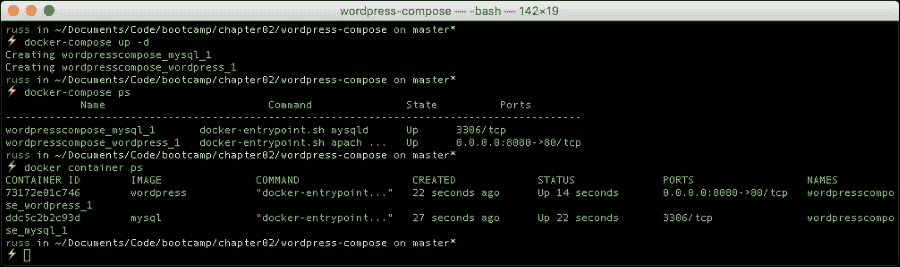 wordpress-compose — -bash — 142×19
russ in ~/Documents/Code/bootcamp/chapter02/wordpress-compose on master*
⚡ docker-compose up -d
Creating wordpresscompose_mysql_1
Creating wordpresscompose_wordpress_1
russ in ~/Documents/Code/bootcamp/chapter02/wordpress-compose on master*
⚡ docker-compose ps
Name Command State Ports
--------------------------------------------------------------------------------------------
wordpresscompose_mysql_1 docker-entrypoint.sh mysqld Up 3306/tcp
wordpresscompose_wordpress_1 docker-entrypoint.sh apach ... Up 0.0.0.0:8080->80/tcp
russ in ~/Documents/Code/bootcamp/chapter02/wordpress-compose on master*
⚡ docker container ps
CONTAINER ID IMAGE COMMAND CREATED STATUS PORTS NAMES
73172e01c746 wordpress "docker-entrypoint..." 22 seconds ago Up 14 seconds 0.0.0.0:8080->80/tcp wordpresscompo
se_wordpress_1
ddc5c2b2c93d mysql "docker-entrypoint..." 27 seconds ago Up 22 seconds 3306/tcp wordpresscompo
se_mysql_1
russ in ~/Documents/Code/bootcamp/chapter02/wordpress-compose on master*
⚡